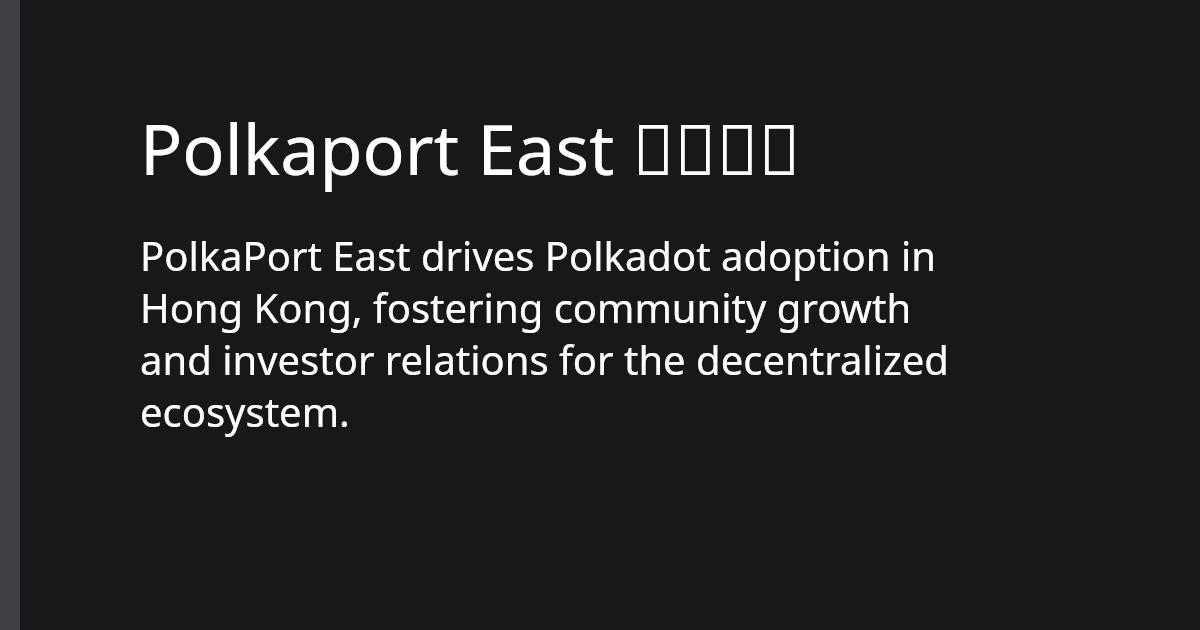 Polkaport East
PolkaPort East drives Polkadot adoption in
Hong Kong, fostering community growth
and investor relations for the decentralized
ecosystem.